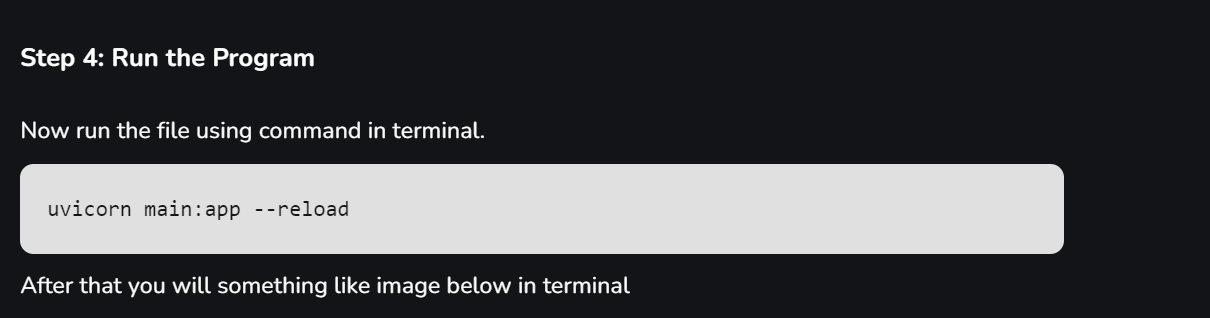 Step 4: Run the Program
Now run the file using command in terminal.
uvicorn main:app --reload
After that you will something like image below in terminal